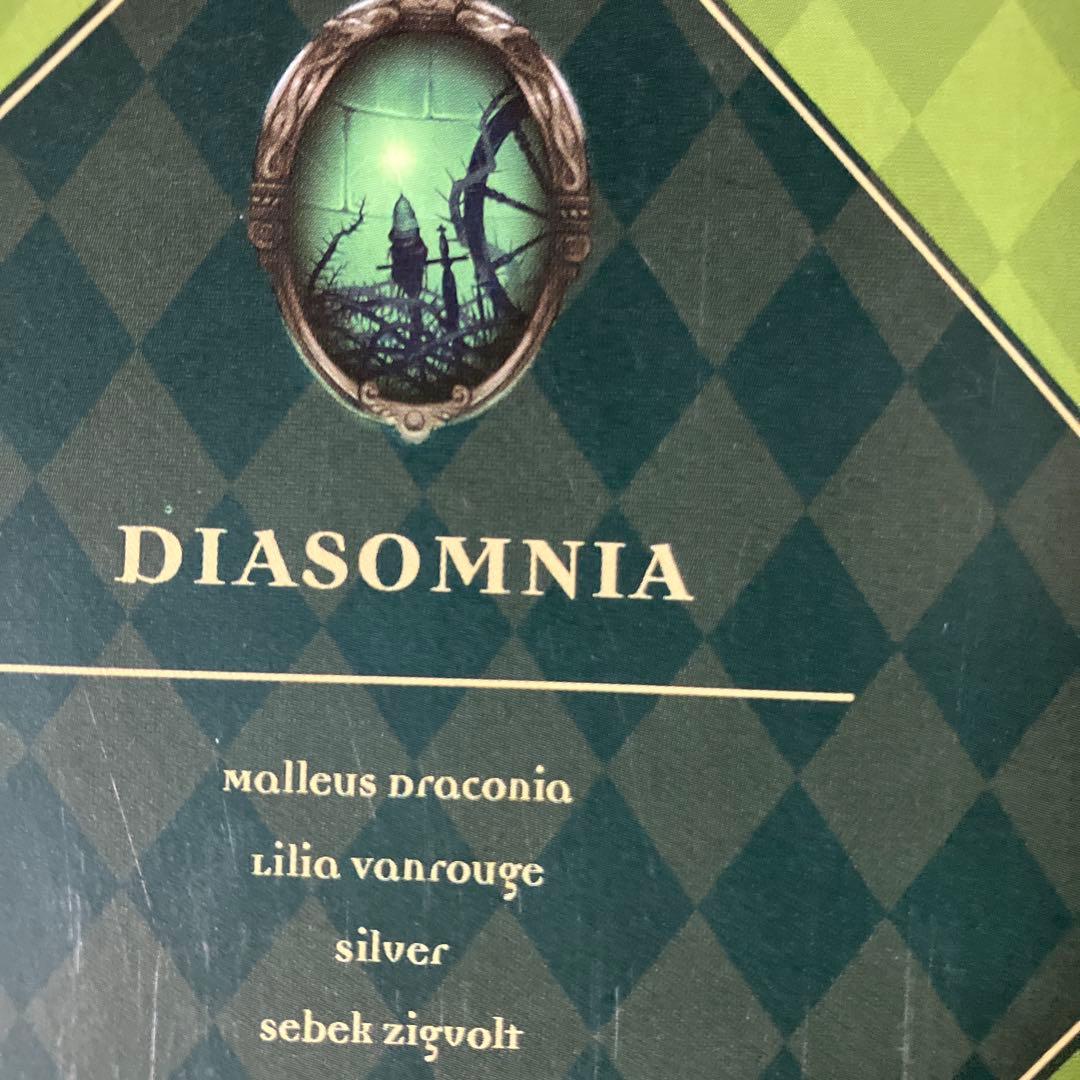 DIASOMNIA
Malleus Draconia
Lilia Vanrouge
Silver
Sebek Zigvolt